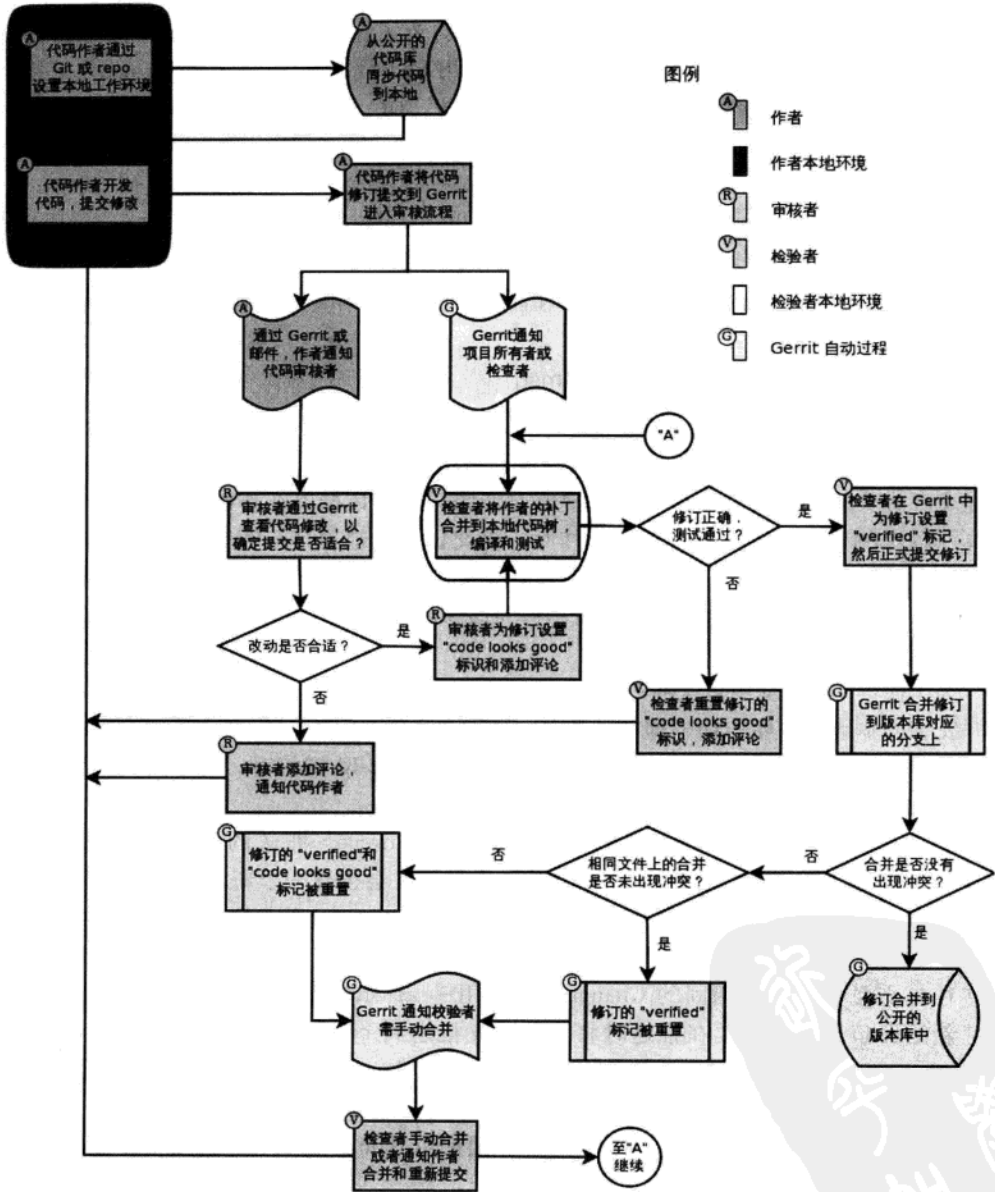 A
代码作者通过
Git 或 repo
设置本地工作环境
A
从公开的
代码库
同步代码
到本地
A
代码作者开发
代码，提交修改
A
代码作者将代码
修订提交到 Gerrit
进入审核流程
图例
A 作者
作者本地环境
R 审核者
V 检验者
检验者本地环境
G Gerrit 自动过程
A
通过 Gerrit 或
邮件，作者通知
代码审核者
G
Gerrit通知
项目所有者或
检查者
"A"
R
审核者通过Gerrit
查看代码修改，以
确定提交是否适合？
V
检查者将作者的补丁
合并到本地代码树，
编译和测试
修订正确，
测试通过？
是
V
检查者在 Gerrit 中
为修订设置
"verified" 标记，
然后正式提交修订
否
改动是否合适？
是
R
审核者为修订设置
"code looks good"
标识和添加评论
否
V
检查者重置修订的
"code looks good"
标识，添加评论
G
Gerrit 合并修订
到版本库对应
的分支上
R
审核者添加评论，
通知代码作者
G
修订的 "verified"和
"code looks good"
标记被重置
否
相同文件上的合并
是否未出现冲突？
否
合并是否没有
出现冲突？
是
是
G
Gerrit 通知校验者
需手动合并
G
修订的 "verified"
标记被重置
G
修订合并到
公开的
版本库中
V
检查者手动合并
或者通知作者
合并和重新提交
至"A"
继续